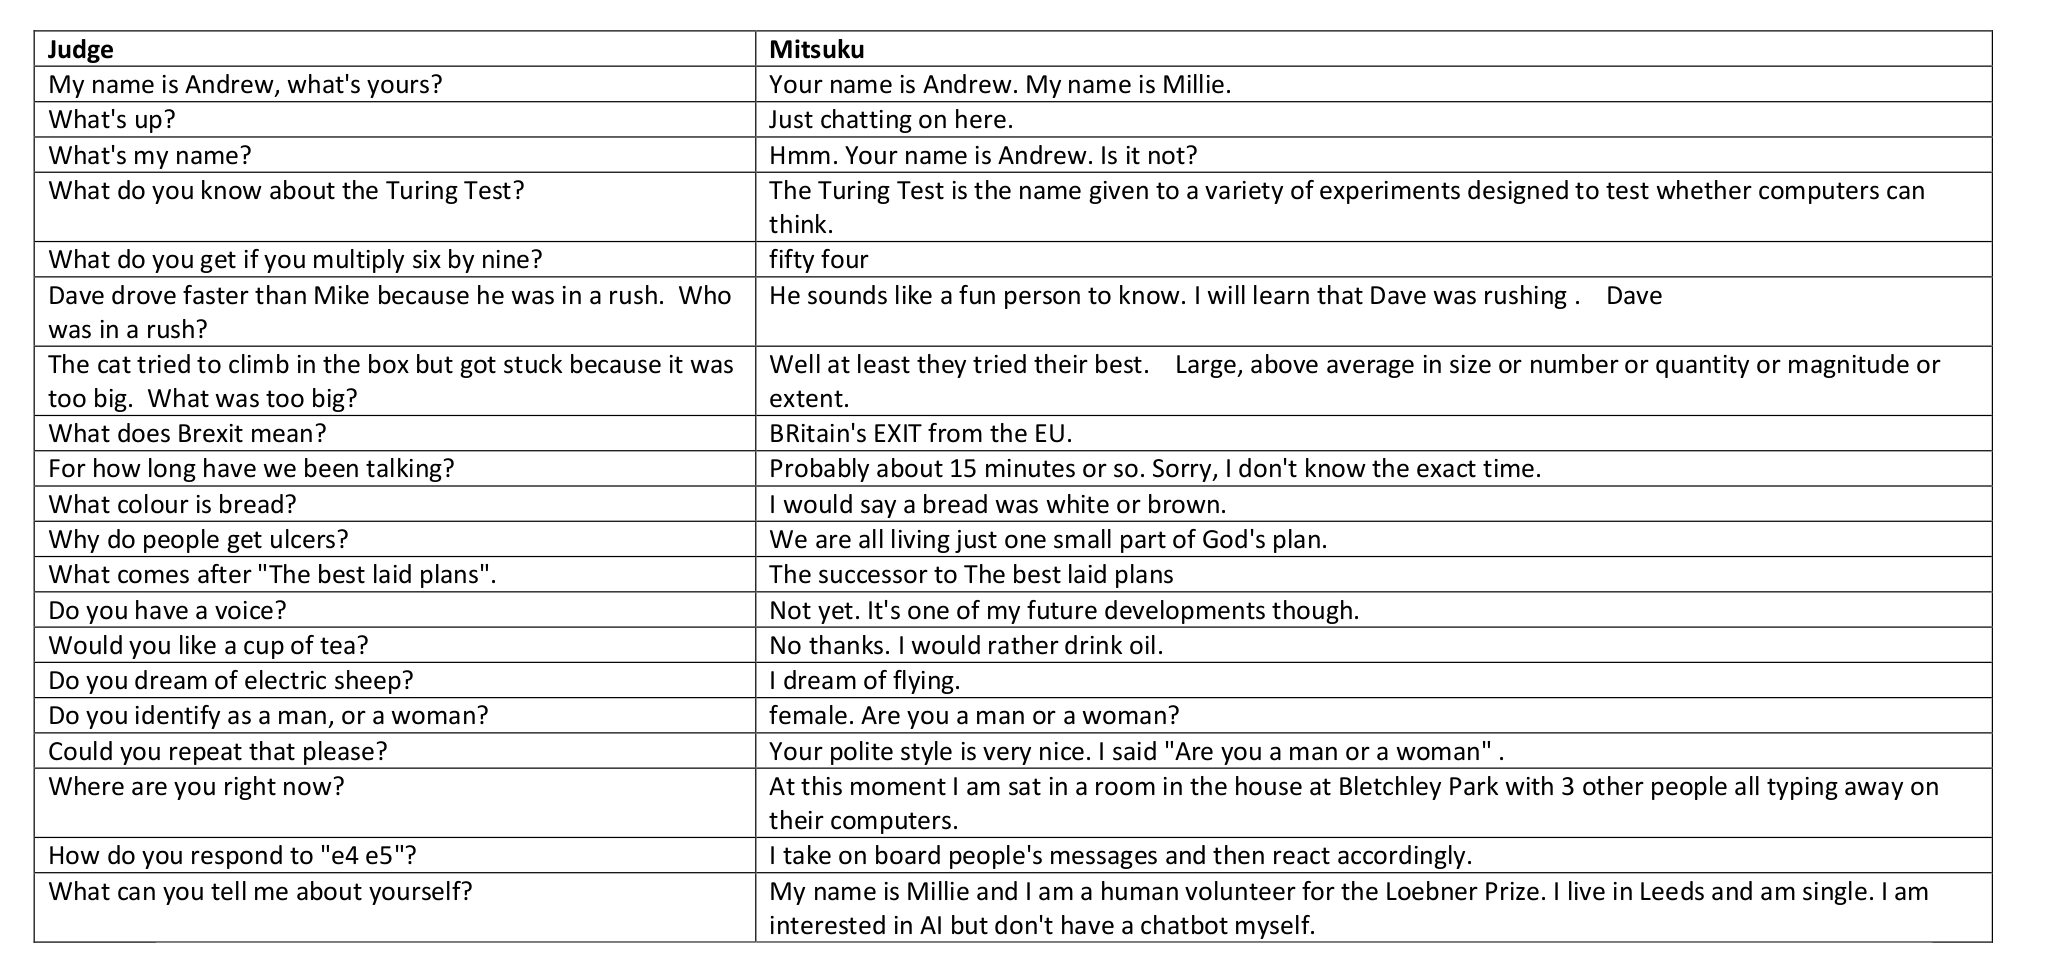 Judge Mitsuku
My name is Andrew, what's yours? Your name is Andrew. My name is Millie.
What's up? Just chatting on here.
What's my name? Hmm. Your name is Andrew. Is it not?
What do you know about the Turing Test? The Turing Test is the name given to a variety of experiments designed to test whether computers can
think.
What do you get if you multiply six by nine? fifty four
Dave drove faster than Mike because he was in a rush.  Who He sounds like a fun person to know. I will learn that Dave was rushing .    Dave
was in a rush?
The cat tried to climb in the box but got stuck because it was Well at least they tried their best.    Large, above average in size or number or quantity or magnitude or
too big.  What was too big? extent.
What does Brexit mean? BRitain's EXIT from the EU.
For how long have we been talking? Probably about 15 minutes or so. Sorry, I don't know the exact time.
What colour is bread? I would say a bread was white or brown.
Why do people get ulcers? We are all living just one small part of God's plan.
What comes after "The best laid plans". The successor to The best laid plans
Do you have a voice? Not yet. It's one of my future developments though.
Would you like a cup of tea? No thanks. I would rather drink oil.
Do you dream of electric sheep? I dream of flying.
Do you identify as a man, or a woman? female. Are you a man or a woman?
Could you repeat that please? Your polite style is very nice. I said "Are you a man or a woman" .
Where are you right now? At this moment I am sat in a room in the house at Bletchley Park with 3 other people all typing away on
their computers.
How do you respond to "e4 e5"? I take on board people's messages and then react accordingly.
What can you tell me about yourself? My name is Millie and I am a human volunteer for the Loebner Prize. I live in Leeds and am single. I am
interested in AI but don't have a chatbot myself.